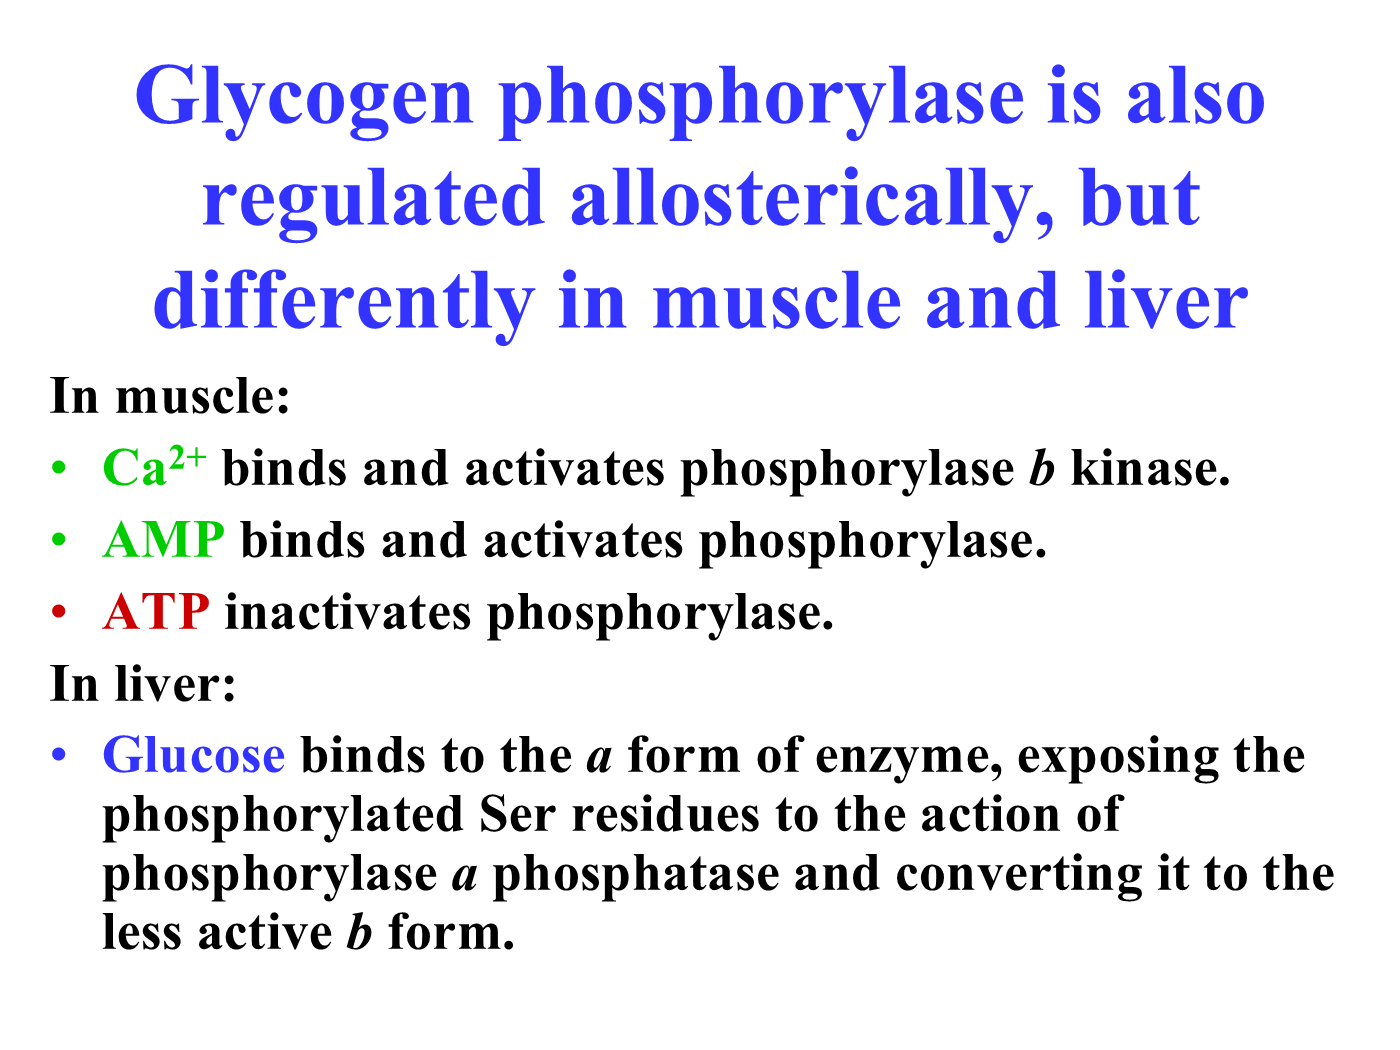 Glycogen phosphorylase is also
regulated allosterically, but
differently in muscle and liver
In muscle:
• Ca²⁺ binds and activates phosphorylase b kinase.
• AMP binds and activates phosphorylase.
• ATP inactivates phosphorylase.
In liver:
• Glucose binds to the a form of enzyme, exposing the
phosphorylated Ser residues to the action of
phosphorylase a phosphatase and converting it to the
less active b form.